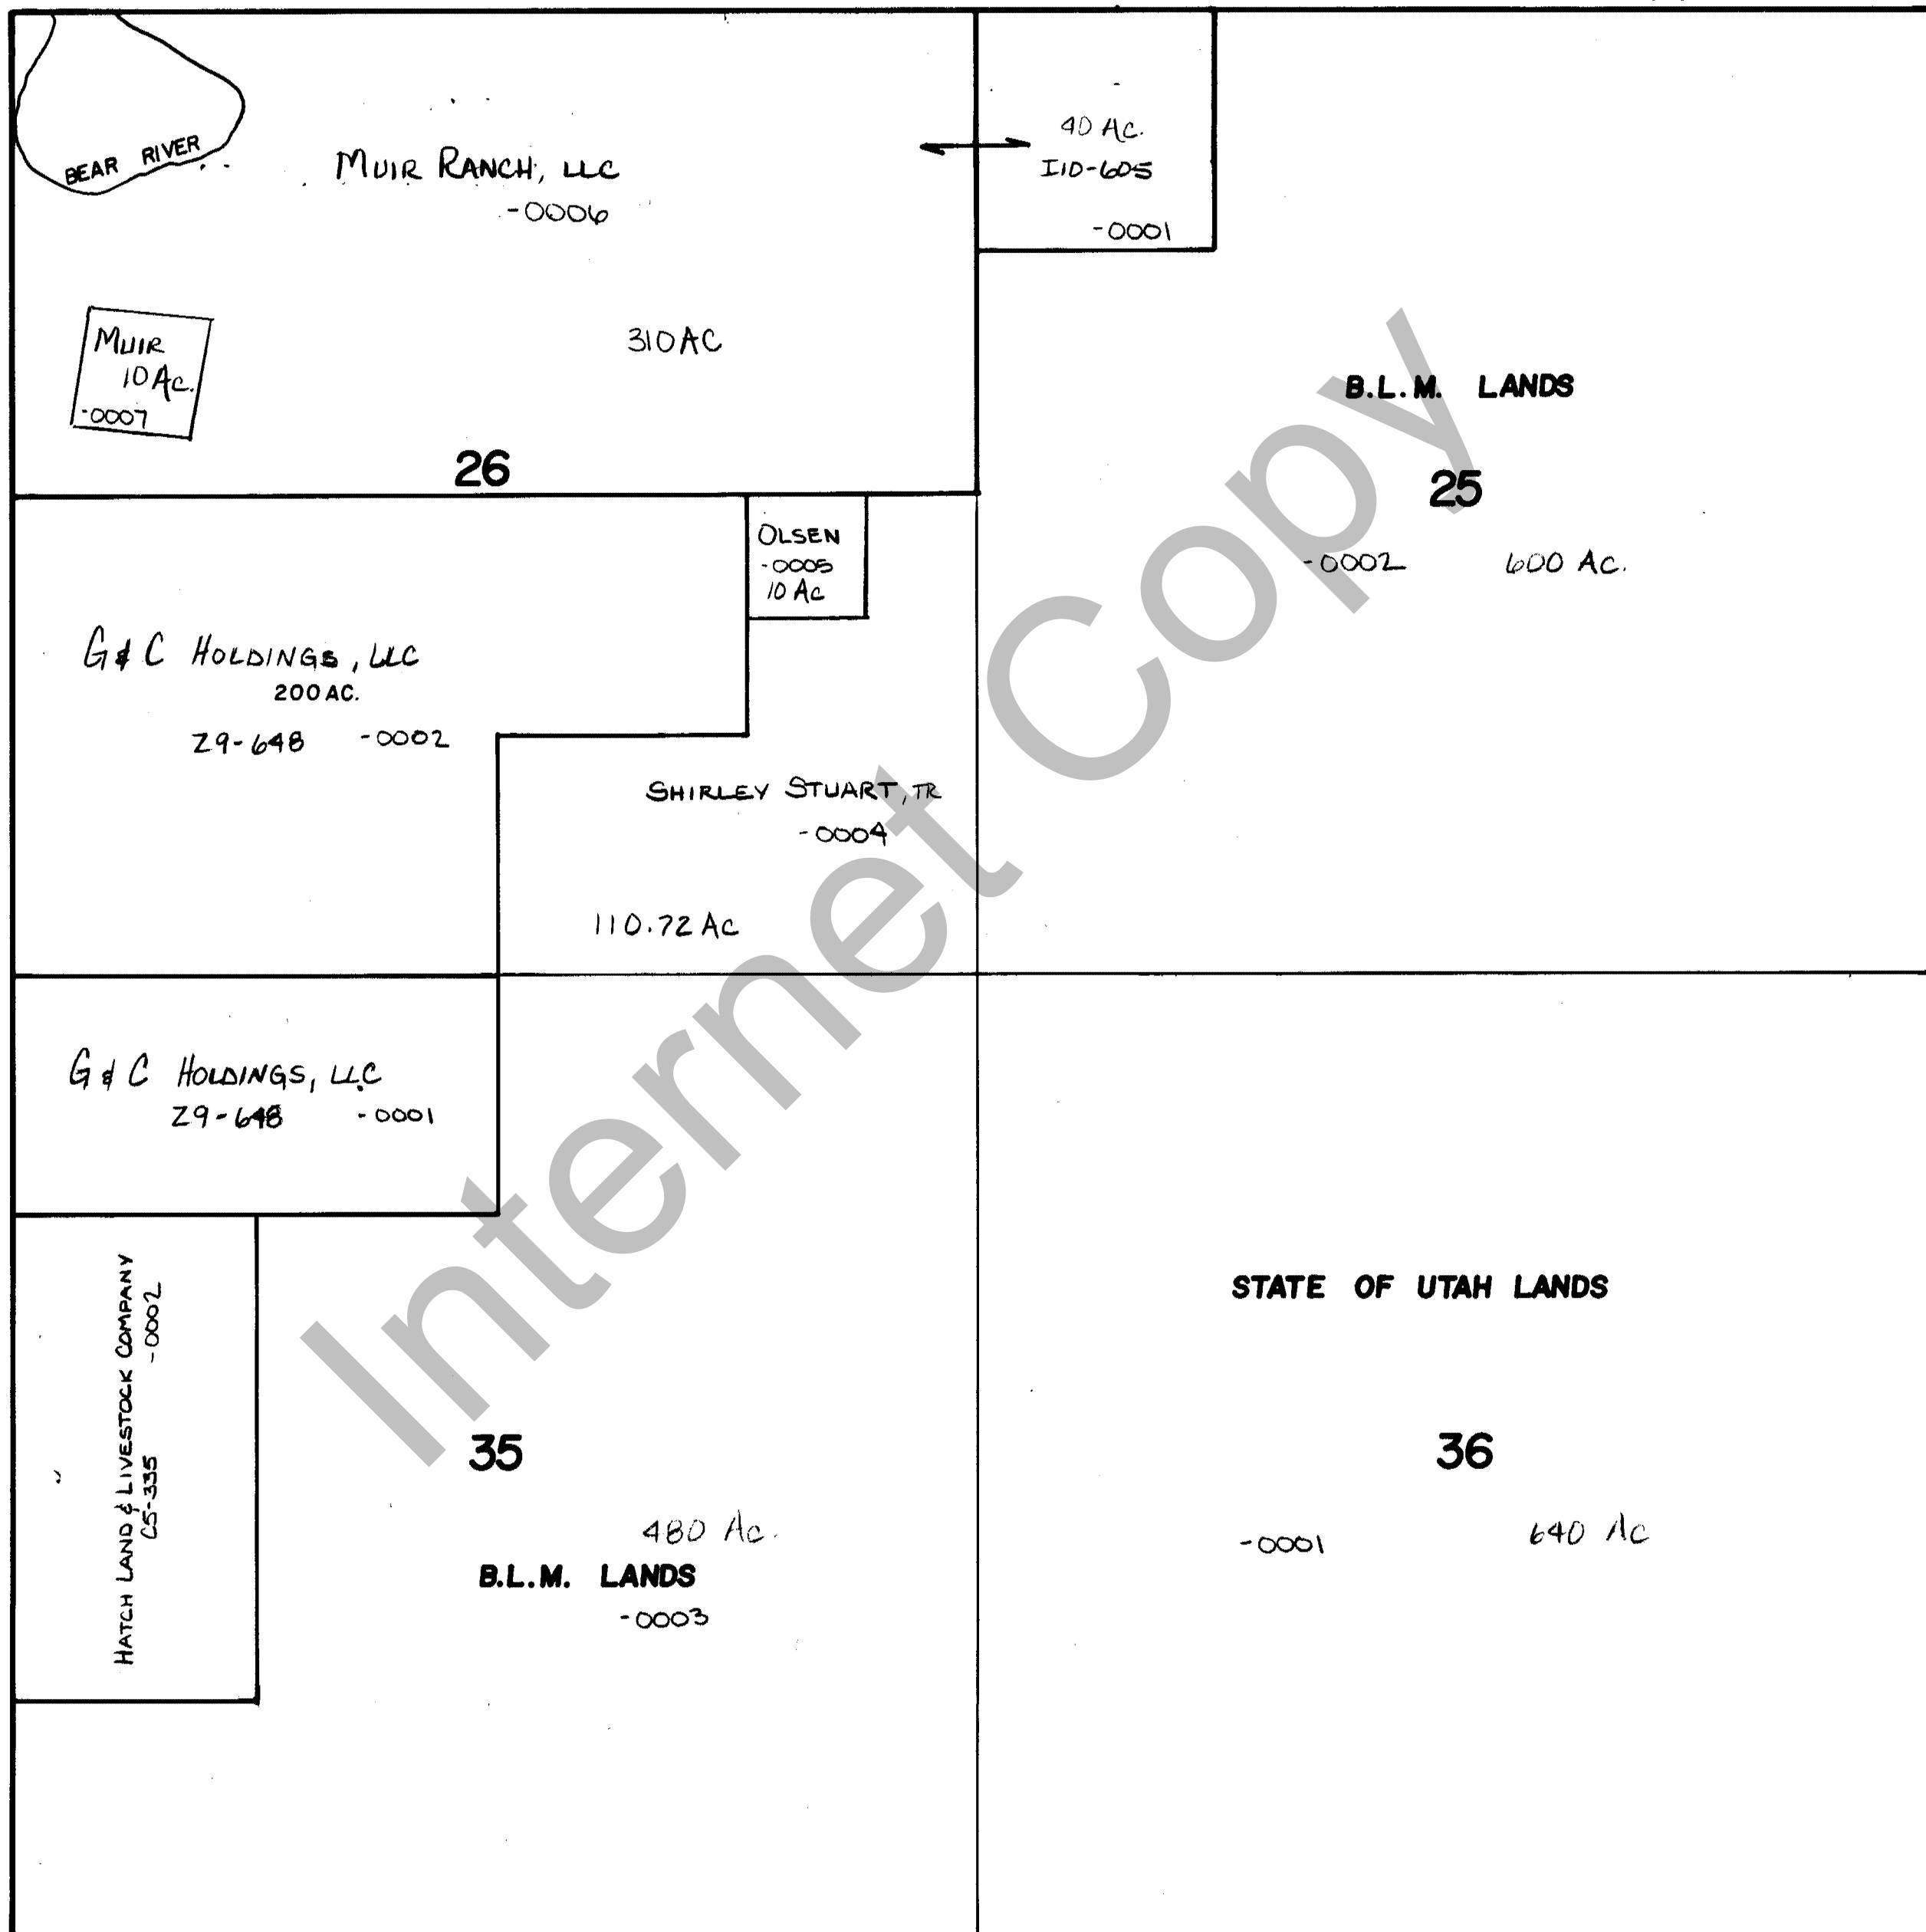 BEAR RIVER
MUIR RANCH, LLC
-0006
310 AC
MUIR
10 AC.
-0007
26
40 AC.
I10-605
-0001
B.L.M. LANDS
25
-0002 600 AC.
OLSEN
-0005
10 AC
G & C HOLDINGS, LLC
200 AC.
Z9-648 -0002
SHIRLEY STUART, TR
-0004
110.72 AC
G & C HOLDINGS, LLC
Z9-648 -0001
HATCH LAND & LIVESTOCK COMPANY
C5-335 -0002
35
480 AC.
B.L.M. LANDS
-0003
STATE OF UTAH LANDS
36
-0001 640 AC
Internet Copy